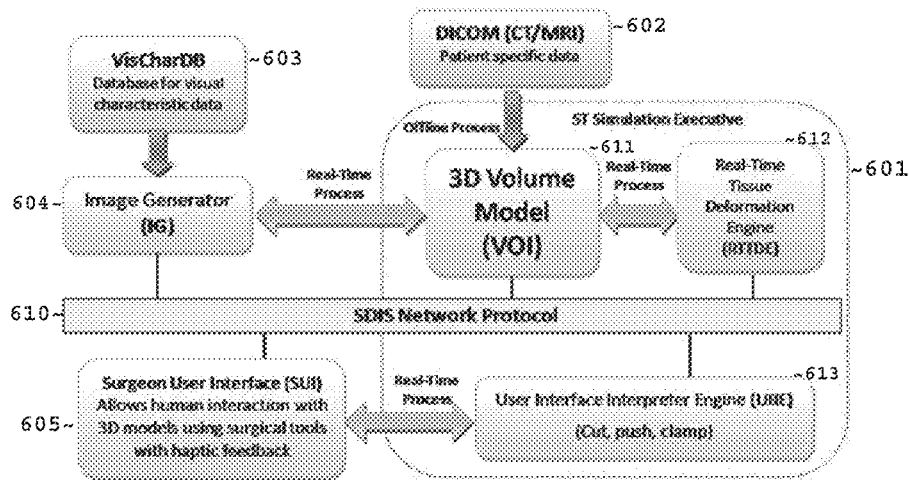 DICOM (CT/MRI)
Patient specific data
~602
VisCharDB
Database for visual
characteristic data
~603
Offline Process
ST Simulation Executive
~601
604~
Image Generator
(IG)
Real-Time
Process
~611
3D Volume
Model
(VOI)
Real-Time
Process
~612
Real-Time
Tissue
Deformation
Engine
(RTTDE)
610~
SDIS Network Protocol
605~
Surgeon User Interface (SUI)
Allows human interaction with
3D models using surgical tools
with haptic feedback
Real-Time
Process
~613
User Interface Interpreter Engine (UIIE)
(Cut, push, clamp)